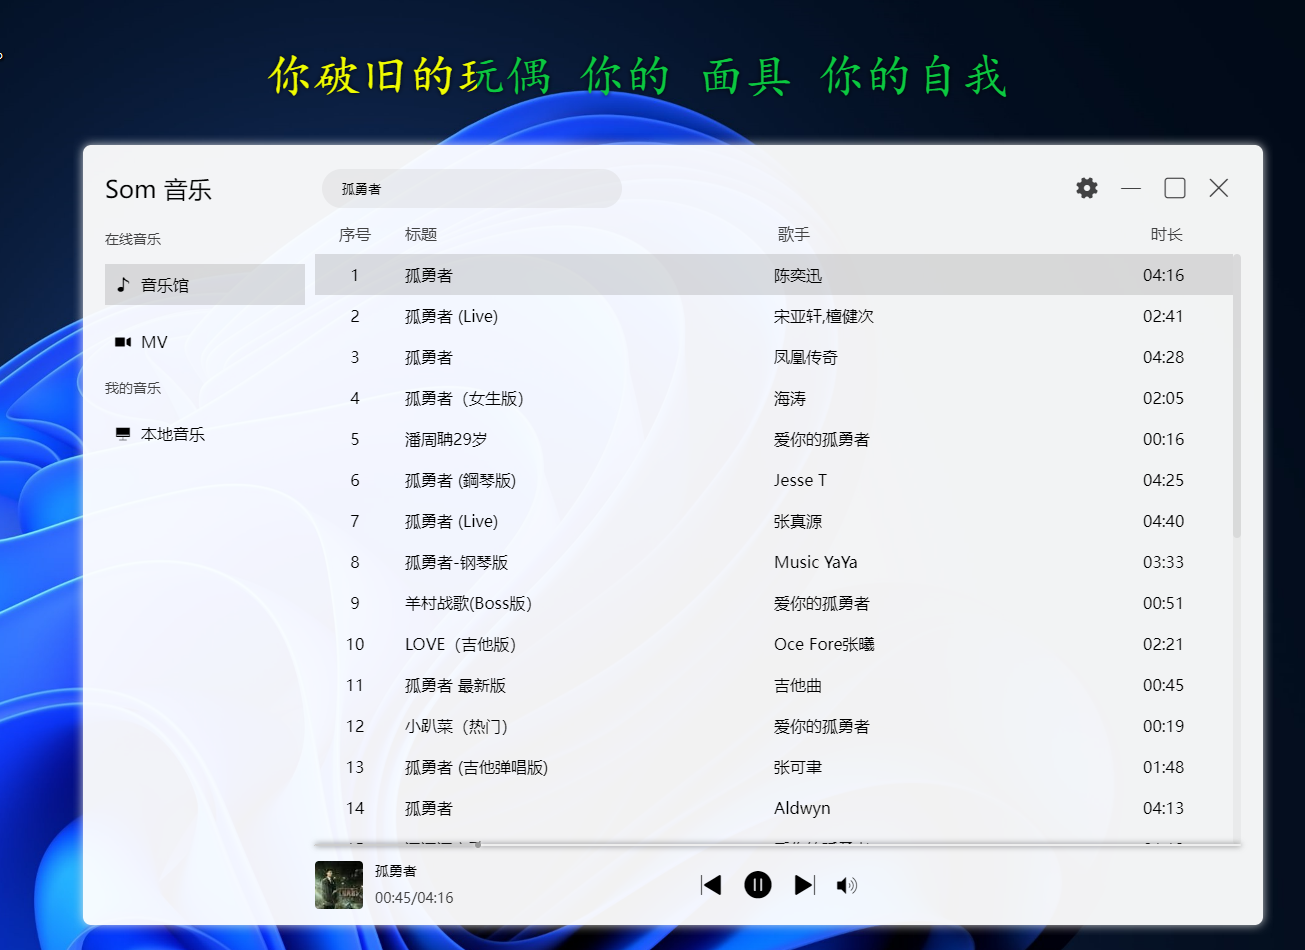 你破旧的玩偶 你的 面具 你的自我
Som 音乐
孤勇者
在线音乐
音乐馆
MV
我的音乐
本地音乐
序号 标题 歌手 时长
1 孤勇者 陈奕迅 04:16
2 孤勇者 (Live) 宋亚轩,檀健次 02:41
3 孤勇者 凤凰传奇 04:28
4 孤勇者（女生版） 海涛 02:05
5 潘周聃29岁 爱你的孤勇者 00:16
6 孤勇者 (鋼琴版) Jesse T 04:25
7 孤勇者 (Live) 张真源 04:40
8 孤勇者-钢琴版 Music YaYa 03:33
9 羊村战歌(Boss版） 爱你的孤勇者 00:51
10 LOVE（吉他版） Oce Fore张曦 02:21
11 孤勇者 最新版 吉他曲 00:45
12 小趴菜（热门） 爱你的孤勇者 00:19
13 孤勇者 (吉他弹唱版) 张可聿 01:48
14 孤勇者 Aldwyn 04:13
孤勇者
00:45/04:16